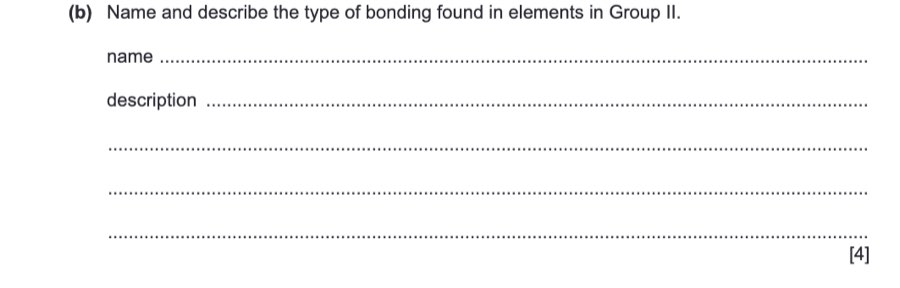 (b) Name and describe the type of bonding found in elements in Group II.
name ..................................................
description ..................................................
..................................................
..................................................
..................................................
[4]